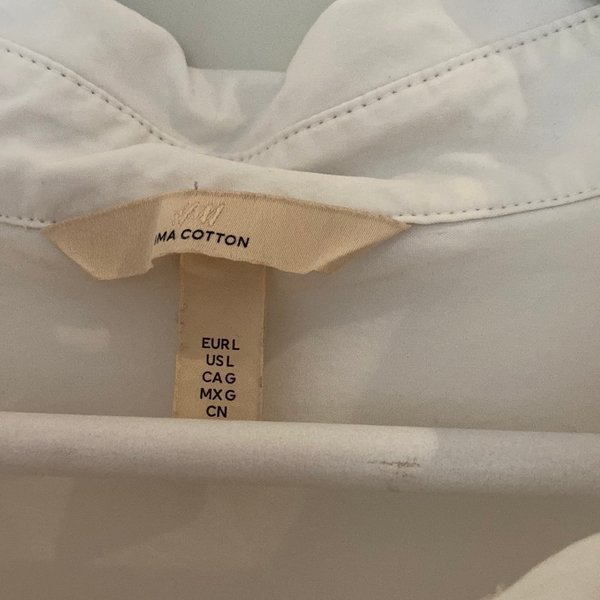 H&M
IMA COTTON
EUR L
US L
CA G
MX G
CN